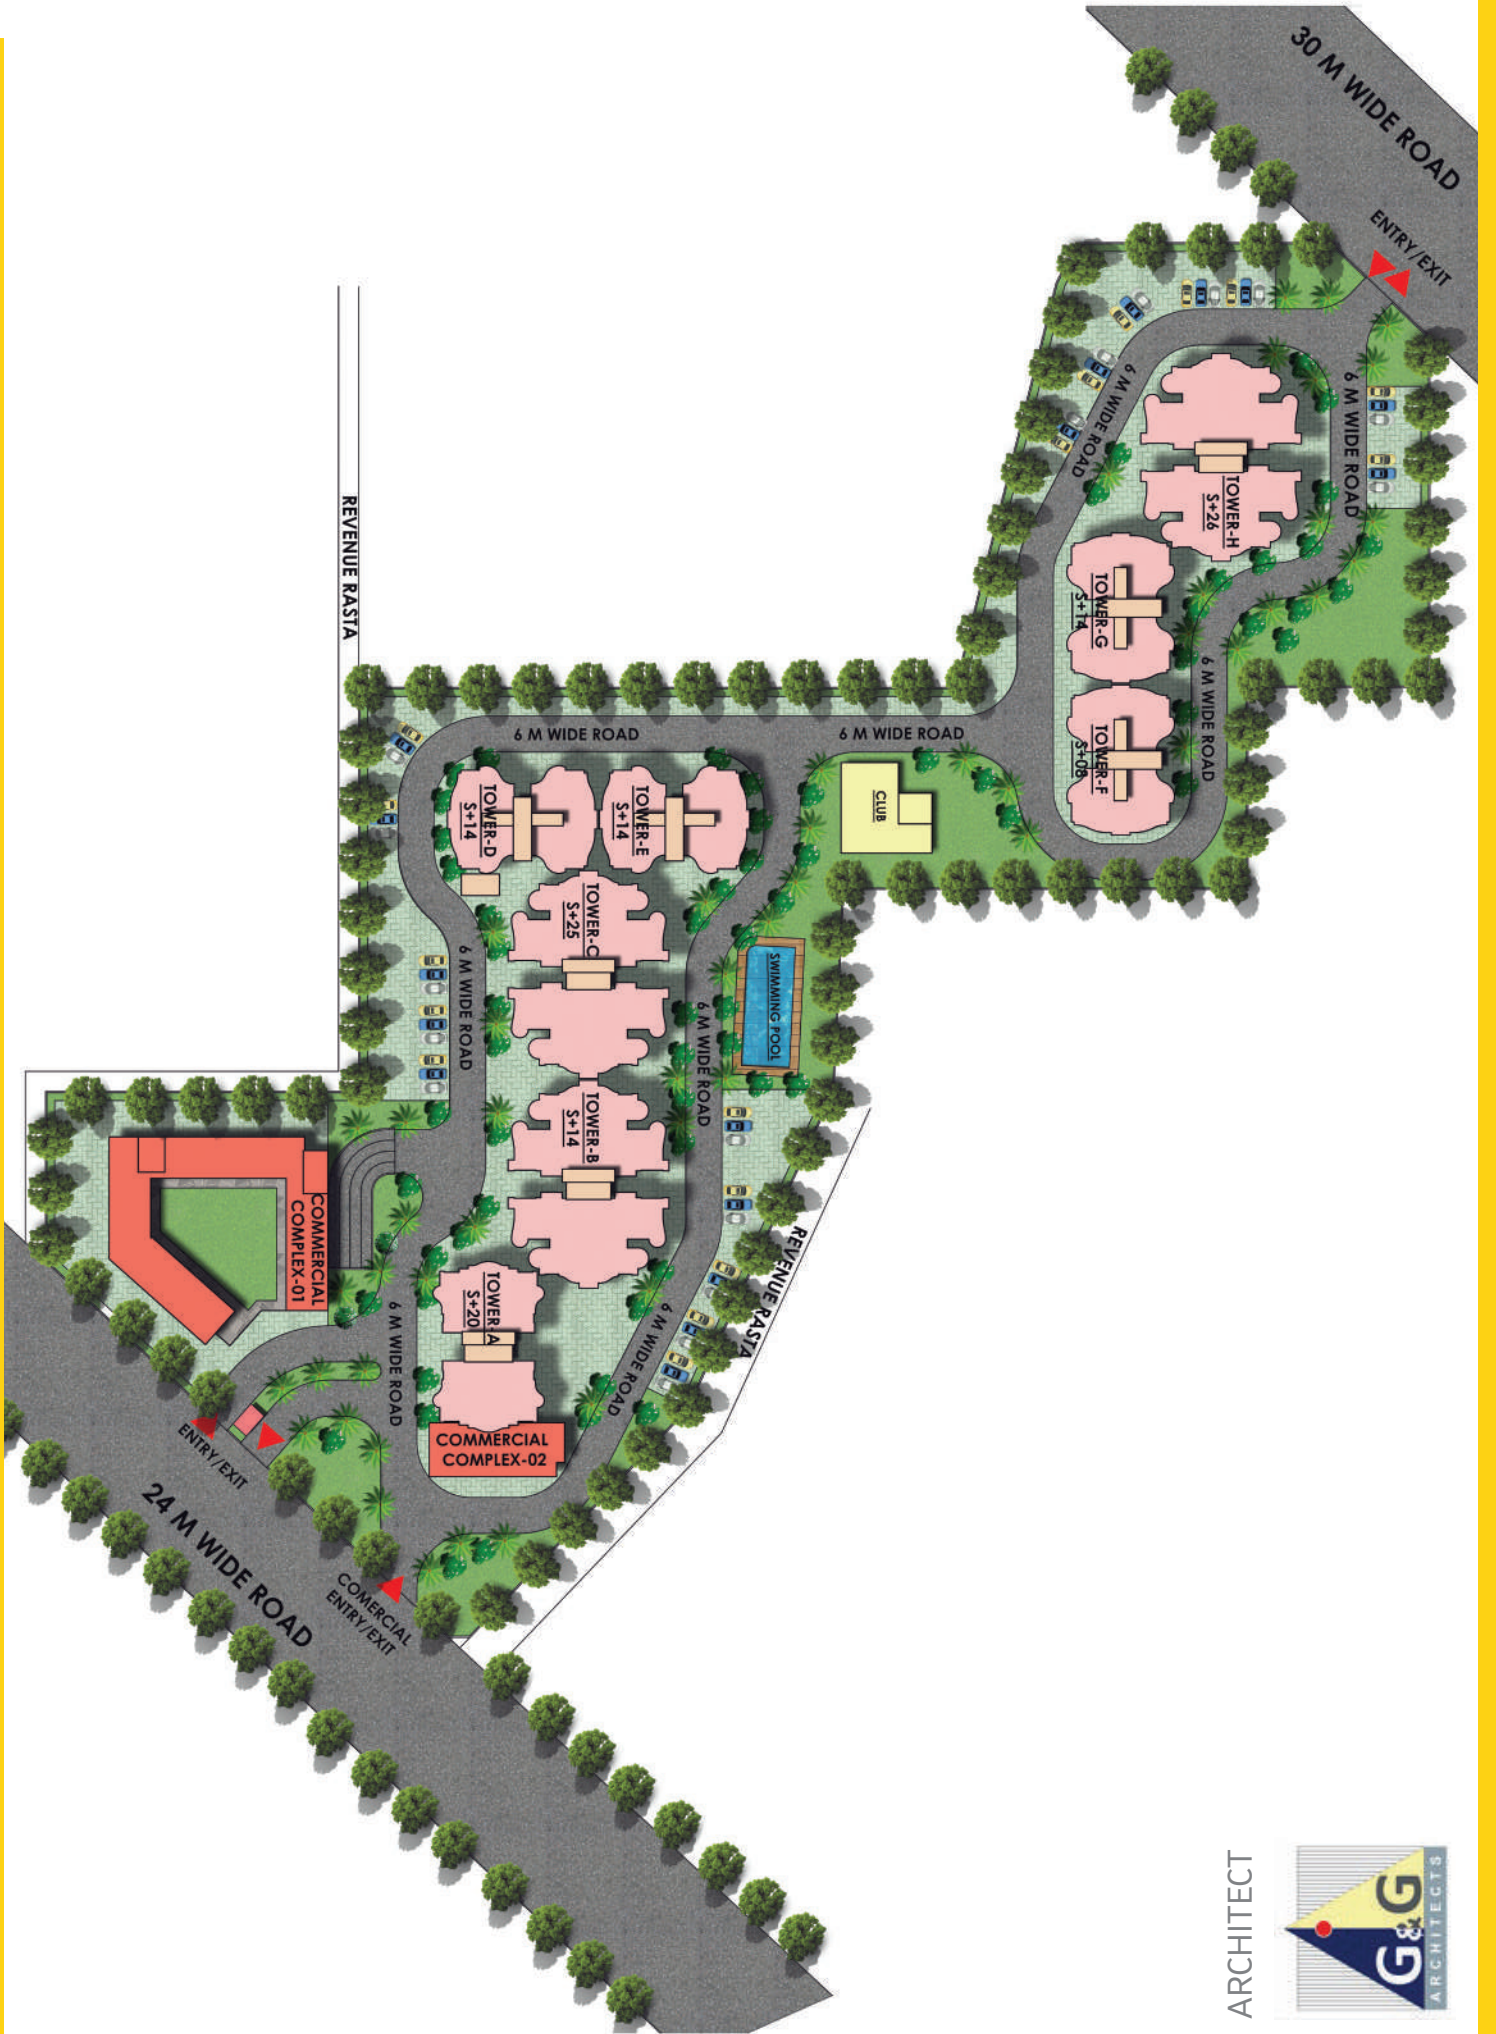 30 M WIDE ROAD
ENTRY/EXIT
6 M WIDE ROAD
6 M WIDE ROAD
TOWER-H
S+26
TOWER-G
S+14
6 M WIDE ROAD
TOWER-F
S+08
REVENUE RASTA
6 M WIDE ROAD
6 M WIDE ROAD
CLUB
TOWER-D
S+14
TOWER-E
S+14
TOWER-C
S+25
6 M WIDE ROAD
SWIMMING POOL
6 M WIDE ROAD
TOWER-B
S+14
COMMERCIAL
COMPLEX-01
REVENUE RASTA
TOWER-A
S+20
6 M WIDE ROAD
6 M WIDE ROAD
COMMERCIAL
COMPLEX-02
ENTRY/EXIT
24 M WIDE ROAD
COMERCIAL
ENTRY/EXIT
ARCHITECT
G&G
ARCHITECTS